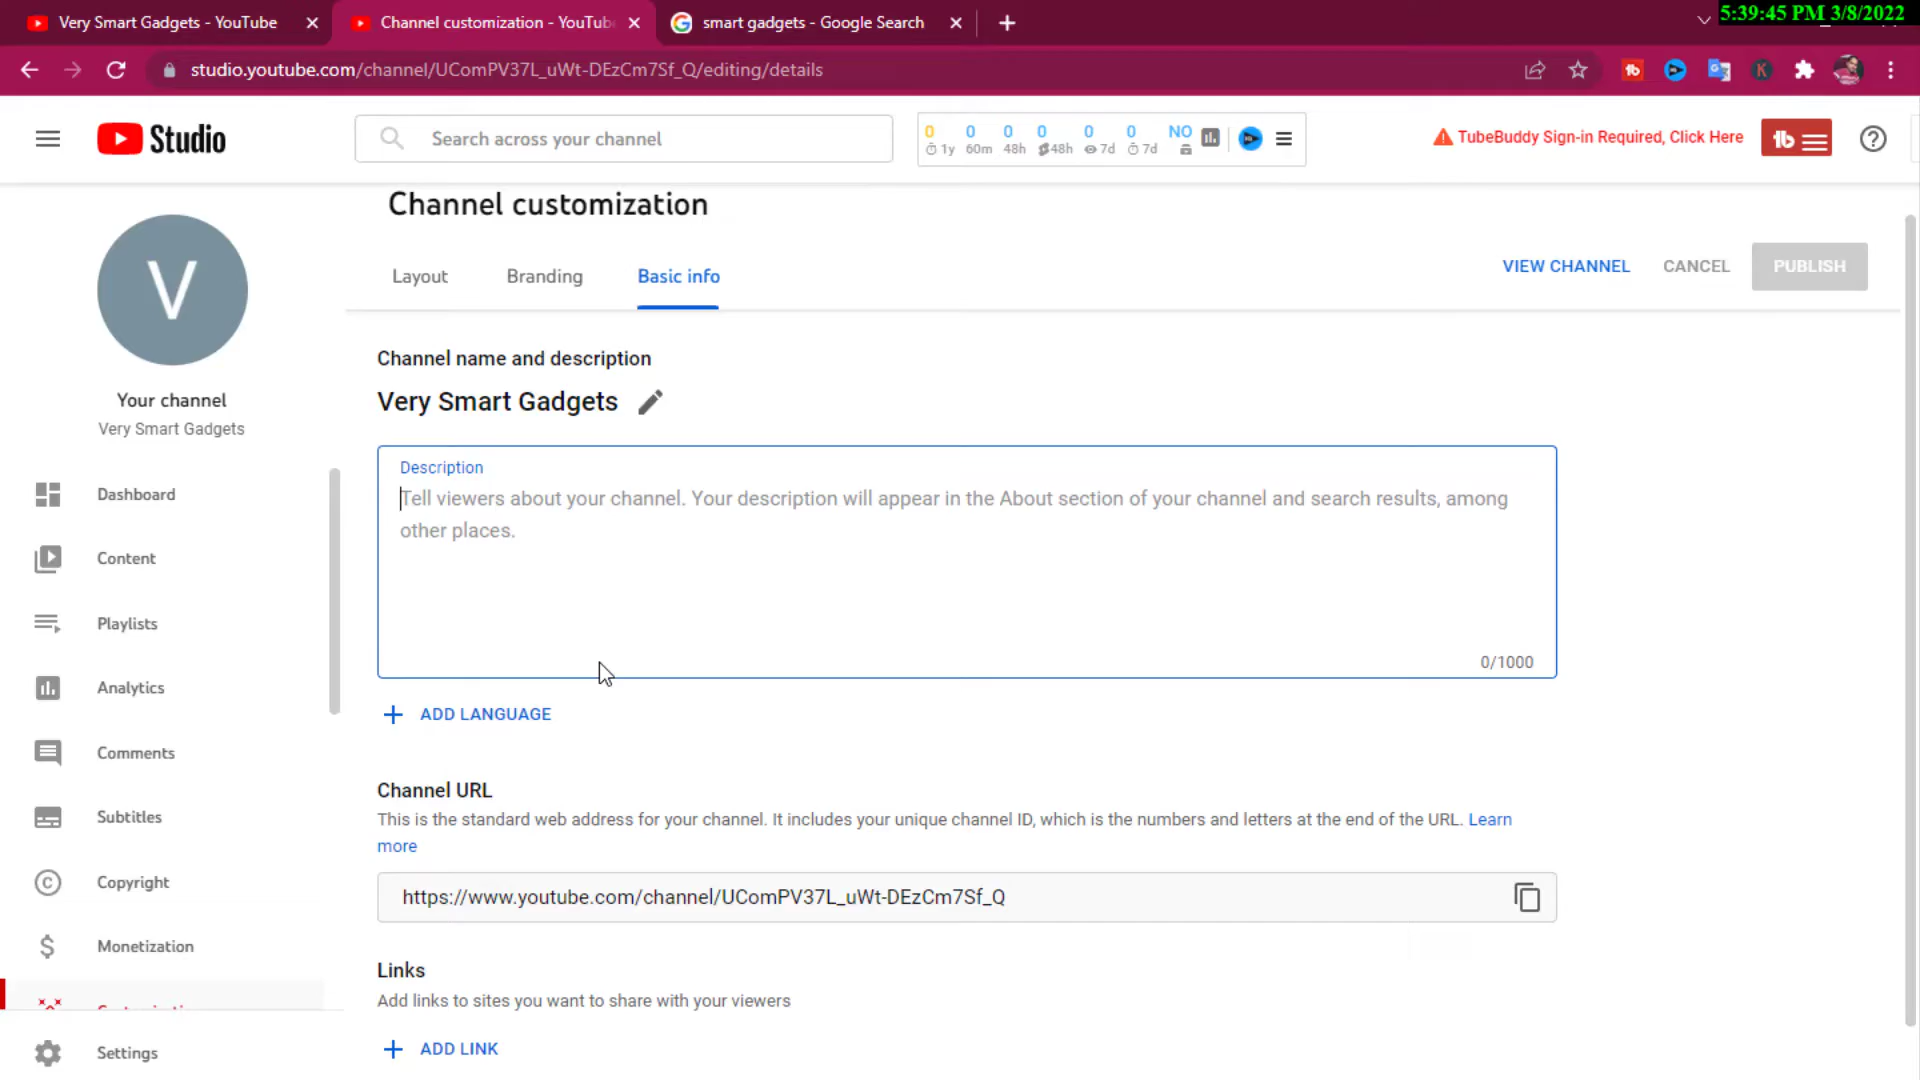 Very Smart Gadgets - YouTube
Channel customization - YouTub
smart gadgets - Google Search
5:39:45 PM 3/8/2022
studio.youtube.com/channel/UComPV37L_uWt-DEzCm7Sf_Q/editing/details
Studio
Search across your channel
0 0 0 0 0 0 NO
1y 60m 48h 48h 7d 7d
TubeBuddy Sign-in Required, Click Here
tb
V
Your channel
Very Smart Gadgets
Dashboard
Content
Playlists
Analytics
Comments
Subtitles
Copyright
Monetization
Settings
Channel customization
Layout Branding Basic info
VIEW CHANNEL CANCEL PUBLISH
Channel name and description
Very Smart Gadgets
Description
Tell viewers about your channel. Your description will appear in the About section of your channel and search results, among
other places.
0/1000
+ ADD LANGUAGE
Channel URL
This is the standard web address for your channel. It includes your unique channel ID, which is the numbers and letters at the end of the URL. Learn
more
https://www.youtube.com/channel/UComPV37L_uWt-DEzCm7Sf_Q
Links
Add links to sites you want to share with your viewers
+ ADD LINK